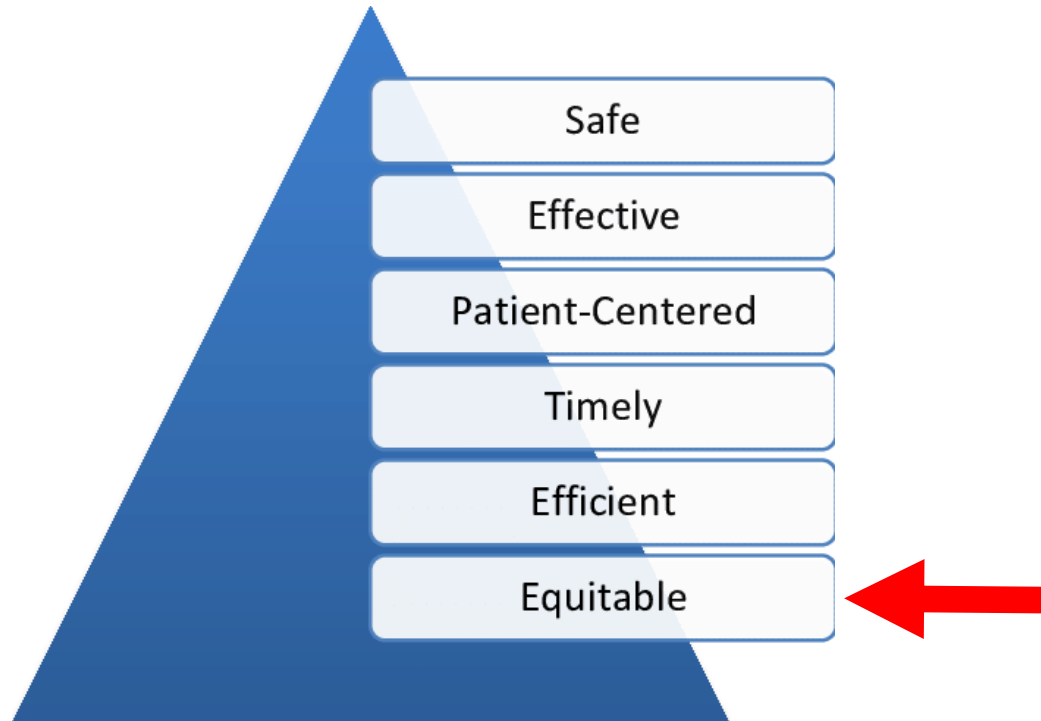 Safe
Effective
Patient-Centered
Timely
Efficient
Equitable